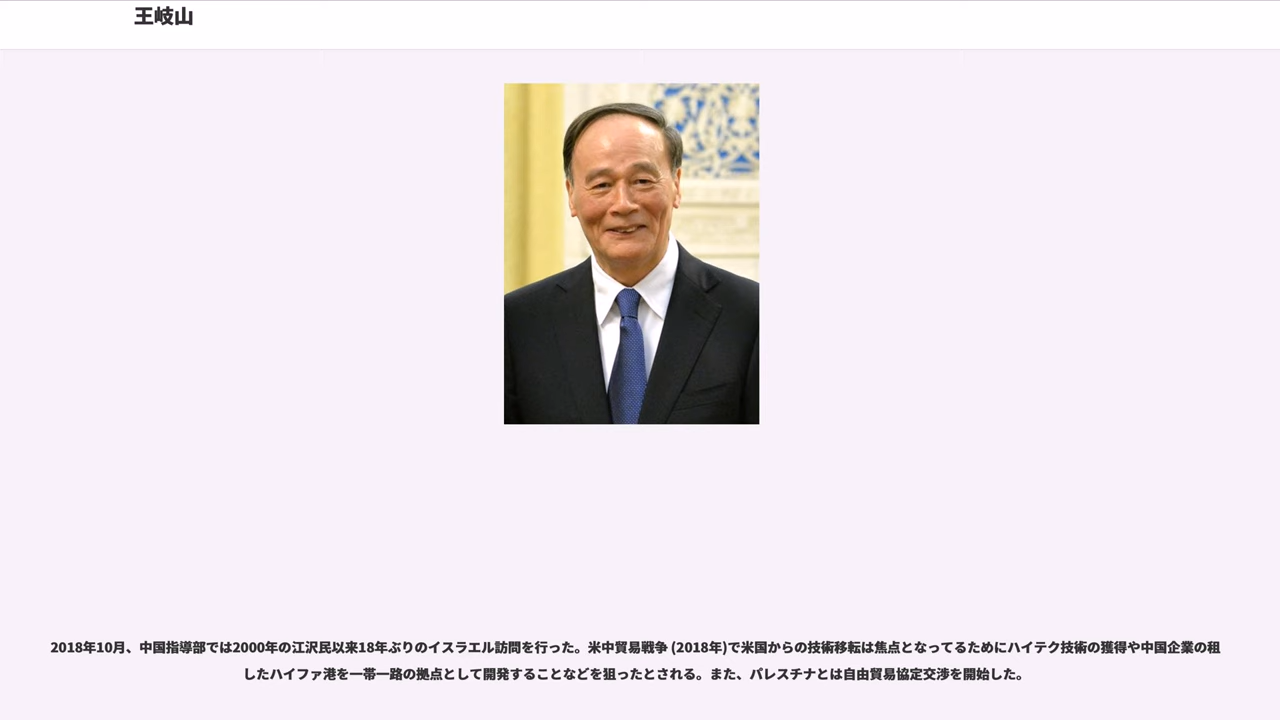 王岐山
2018年10月、中国指導部では2000年の江沢民以来18年ぶりのイスラエル訪問を行った。米中貿易戦争 (2018年)で米国からの技術移転は焦点となってるためにハイテク技術の獲得や中国企業の租
したハイファ港を一帯一路の拠点として開発することなどを狙ったとされる。また、パレスチナとは自由貿易協定交渉を開始した。